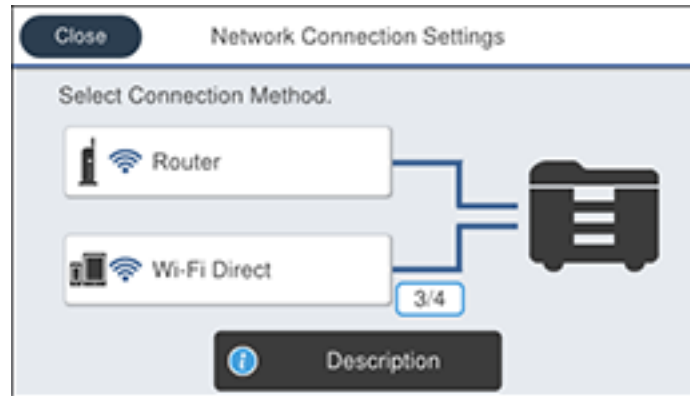 Close
Network Connection Settings
Select Connection Method.
Router
Wi-Fi Direct
3/4
Description